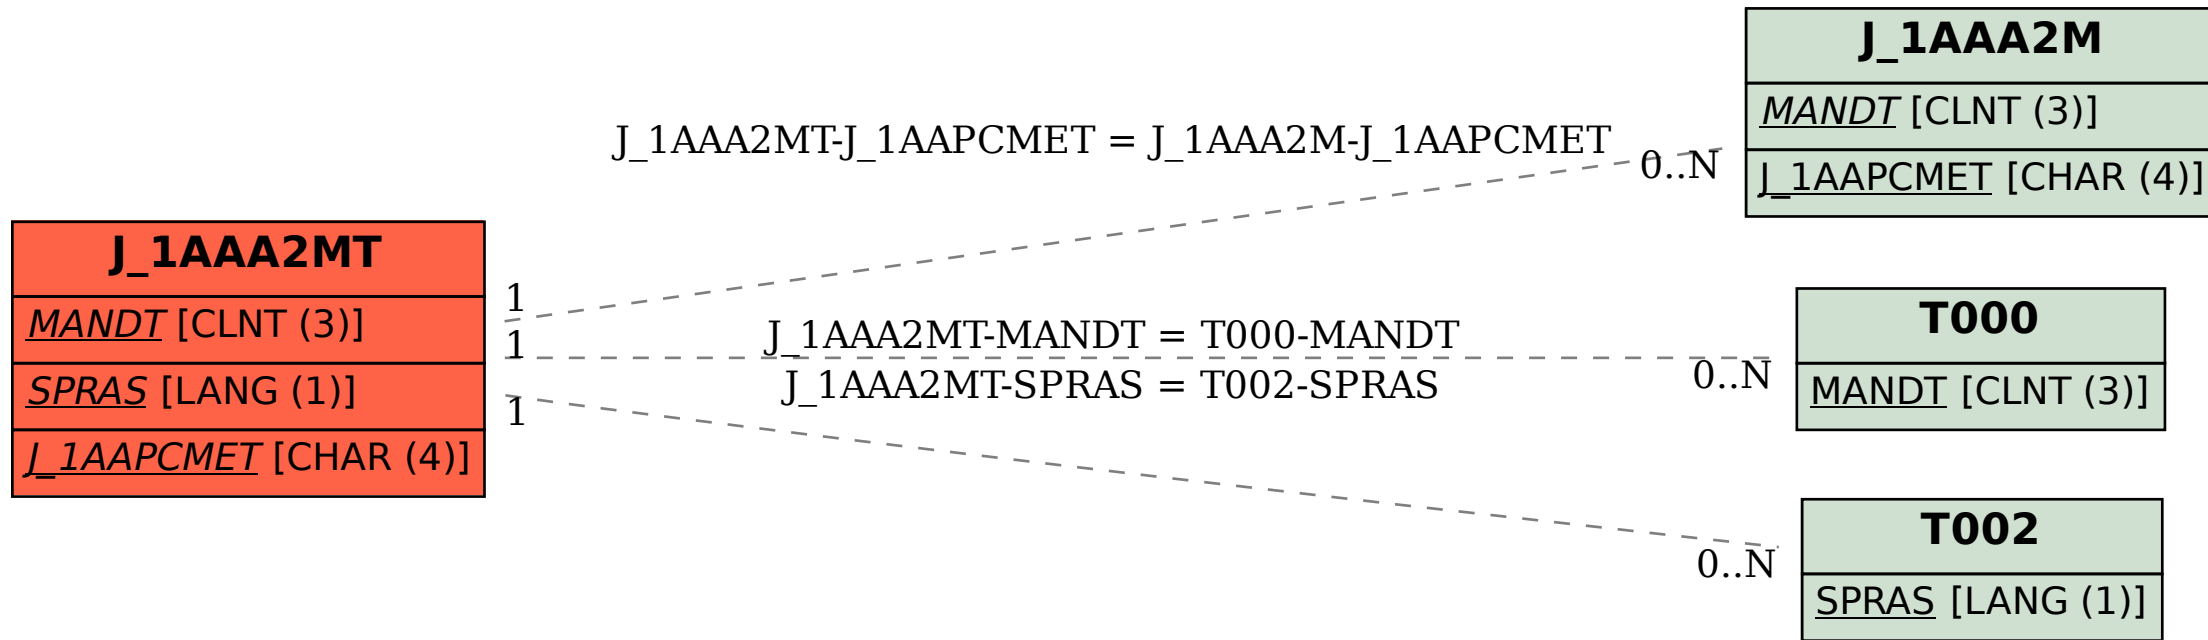 J_1AAA2MT
MANDT [CLNT (3)]
SPRAS [LANG (1)]
J_1AAPCMET [CHAR (4)]
J_1AAA2MT-J_1AAPCMET = J_1AAA2M-J_1AAPCMET
1
0..N
J_1AAA2MT-MANDT = T000-MANDT
1
0..N
J_1AAA2MT-SPRAS = T002-SPRAS
1
0..N
J_1AAA2M
MANDT [CLNT (3)]
J_1AAPCMET [CHAR (4)]
T000
MANDT [CLNT (3)]
T002
SPRAS [LANG (1)]